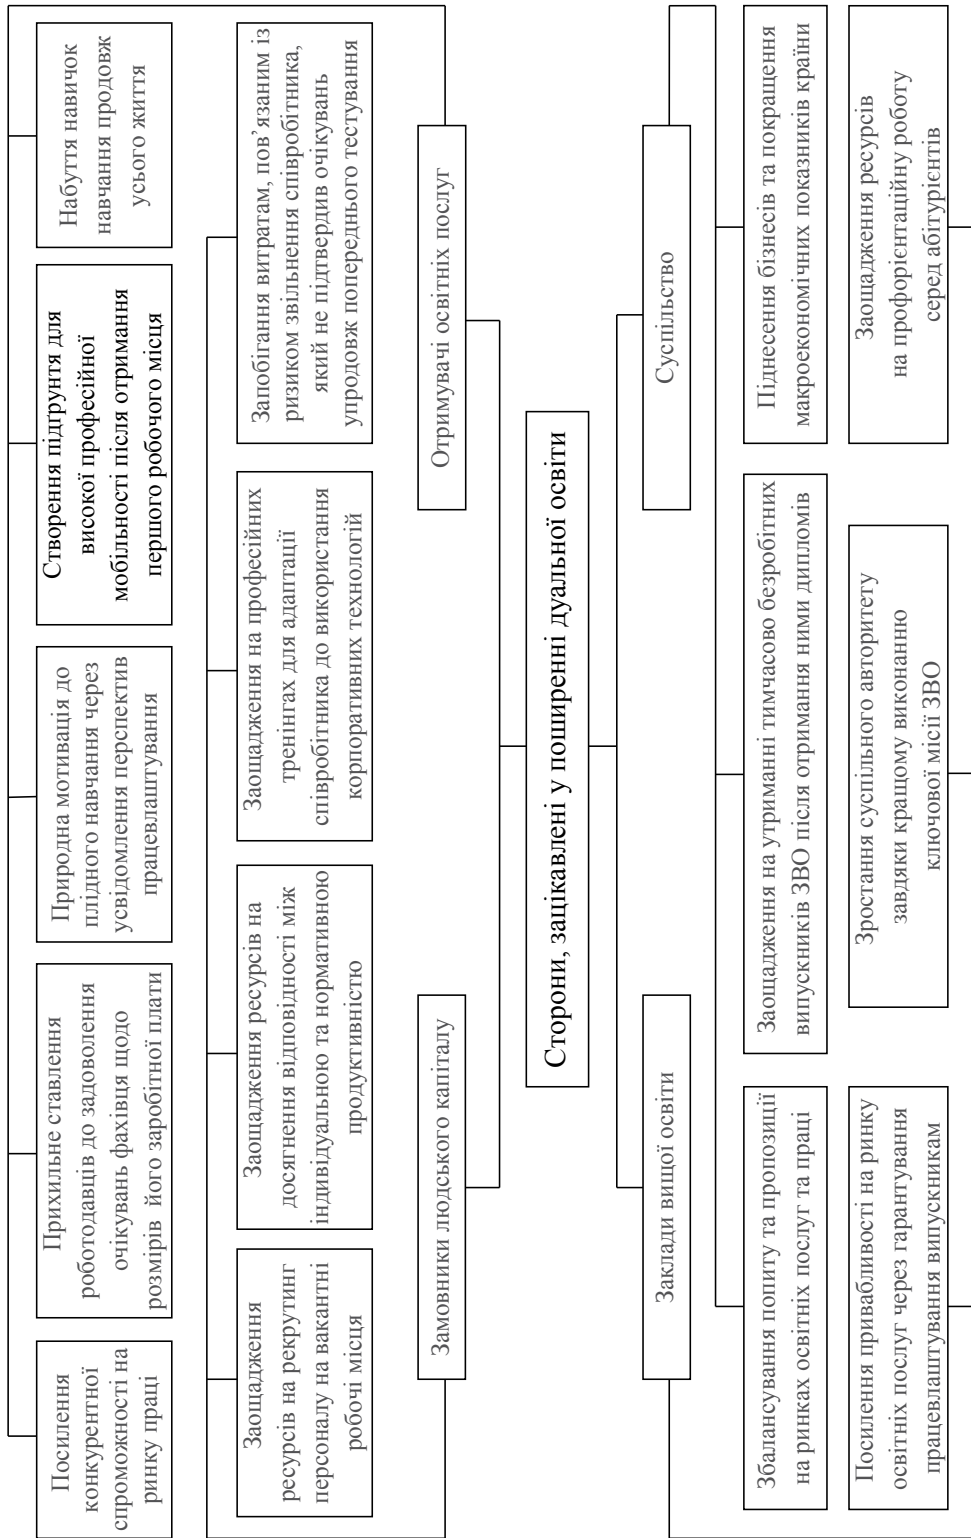 Посилення
конкурентної
спроможності на
ринку праці
Прихильне ставлення
роботодавців до задоволення
очікувань фахівця щодо
розмірів його заробітної плати
Природна мотивація до
плідного навчання через
усвідомлення перспектив
працевлаштування
Створення підґрунтя для
високої професійної
мобільності після отримання
першого робочого місця
Набуття навичок
навчання продовж
усього життя
Заощадження
ресурсів на рекрутинг
персоналу на вакантні
робочі місця
Заощадження ресурсів на
досягнення відповідності між
індивідуальною та нормативною
продуктивністю
Заощадження на професійних
тренінгах для адаптації
співробітника до використання
корпоративних технологій
Запобігання витратам, пов’язаним із
ризиком звільнення співробітника,
який не підтвердив очікувань
упродовж попереднього тестування
Замовники людського капіталу
Отримувачі освітніх послуг
Сторони, зацікавлені у поширенні дуальної освіти
Заклади вищої освіти
Суспільство
Збалансування попиту та пропозиції
на ринках освітніх послуг та праці
Заощадження на утриманні тимчасово безробітних
випускників ЗВО після отримання ними дипломів
Піднесення бізнесів та покращення
макроекономічних показників країни
Посилення привабливості на ринку
освітніх послуг через гарантування
працевлаштування випускникам
Зростання суспільного авторитету
завдяки кращому виконанню
ключової місії ЗВО
Заощадження ресурсів
на профорієнтаційну роботу
серед абітурієнтів